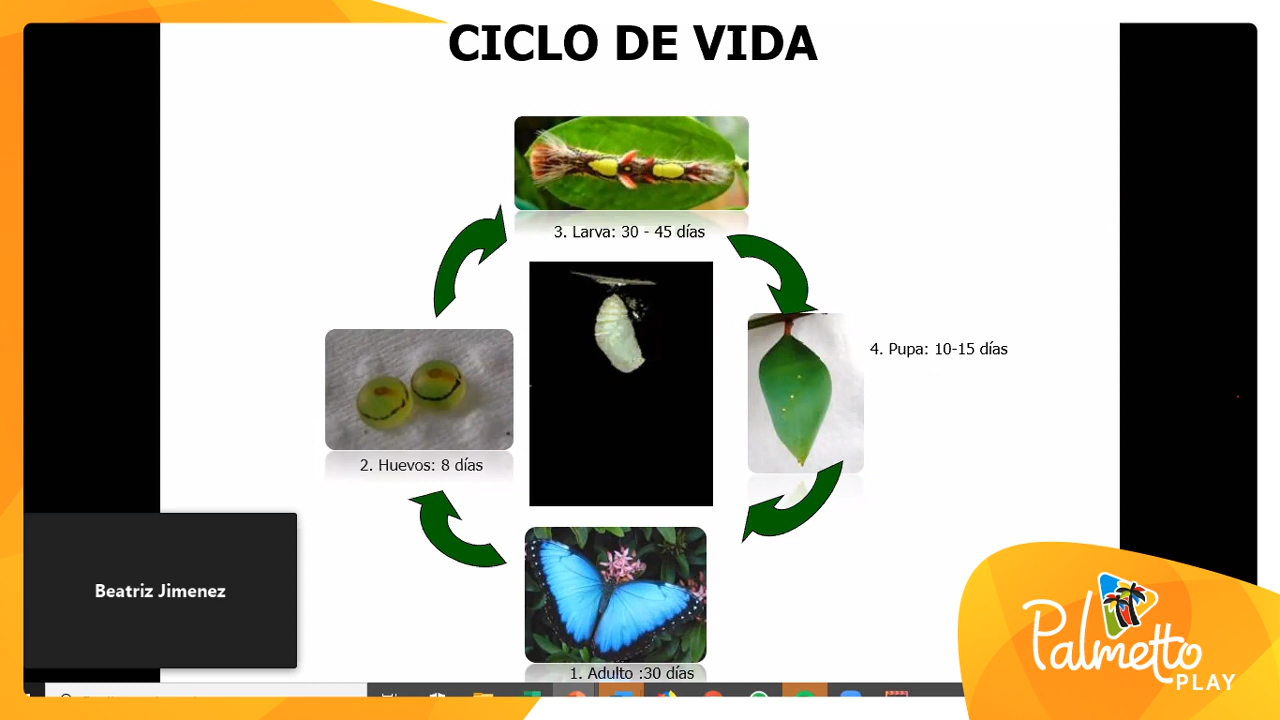 CICLO DE VIDA
3. Larva: 30 - 45 días
4. Pupa: 10-15 días
2. Huevos: 8 días
1. Adulto :30 días
Beatriz Jimenez
Palmetto
PLAY